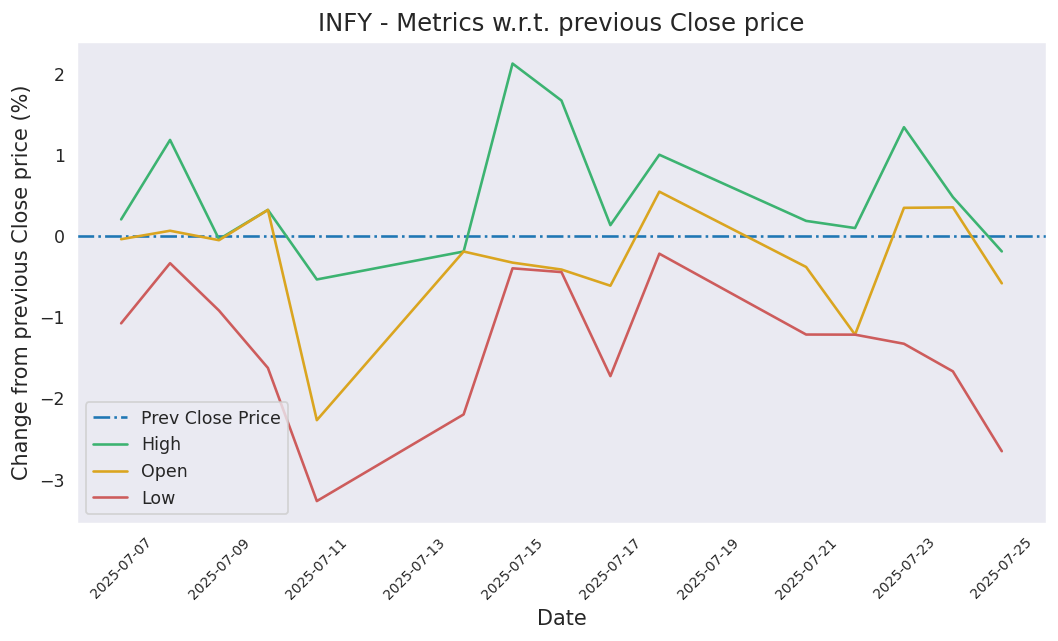 INFY - Metrics w.r.t. previous Close price
Change from previous Close price (%)
2
1
0
−1
−2
−3
Prev Close Price
High
Open
Low
2025-07-07
2025-07-09
2025-07-11
2025-07-13
2025-07-15
2025-07-17
2025-07-19
2025-07-21
2025-07-23
2025-07-25
Date